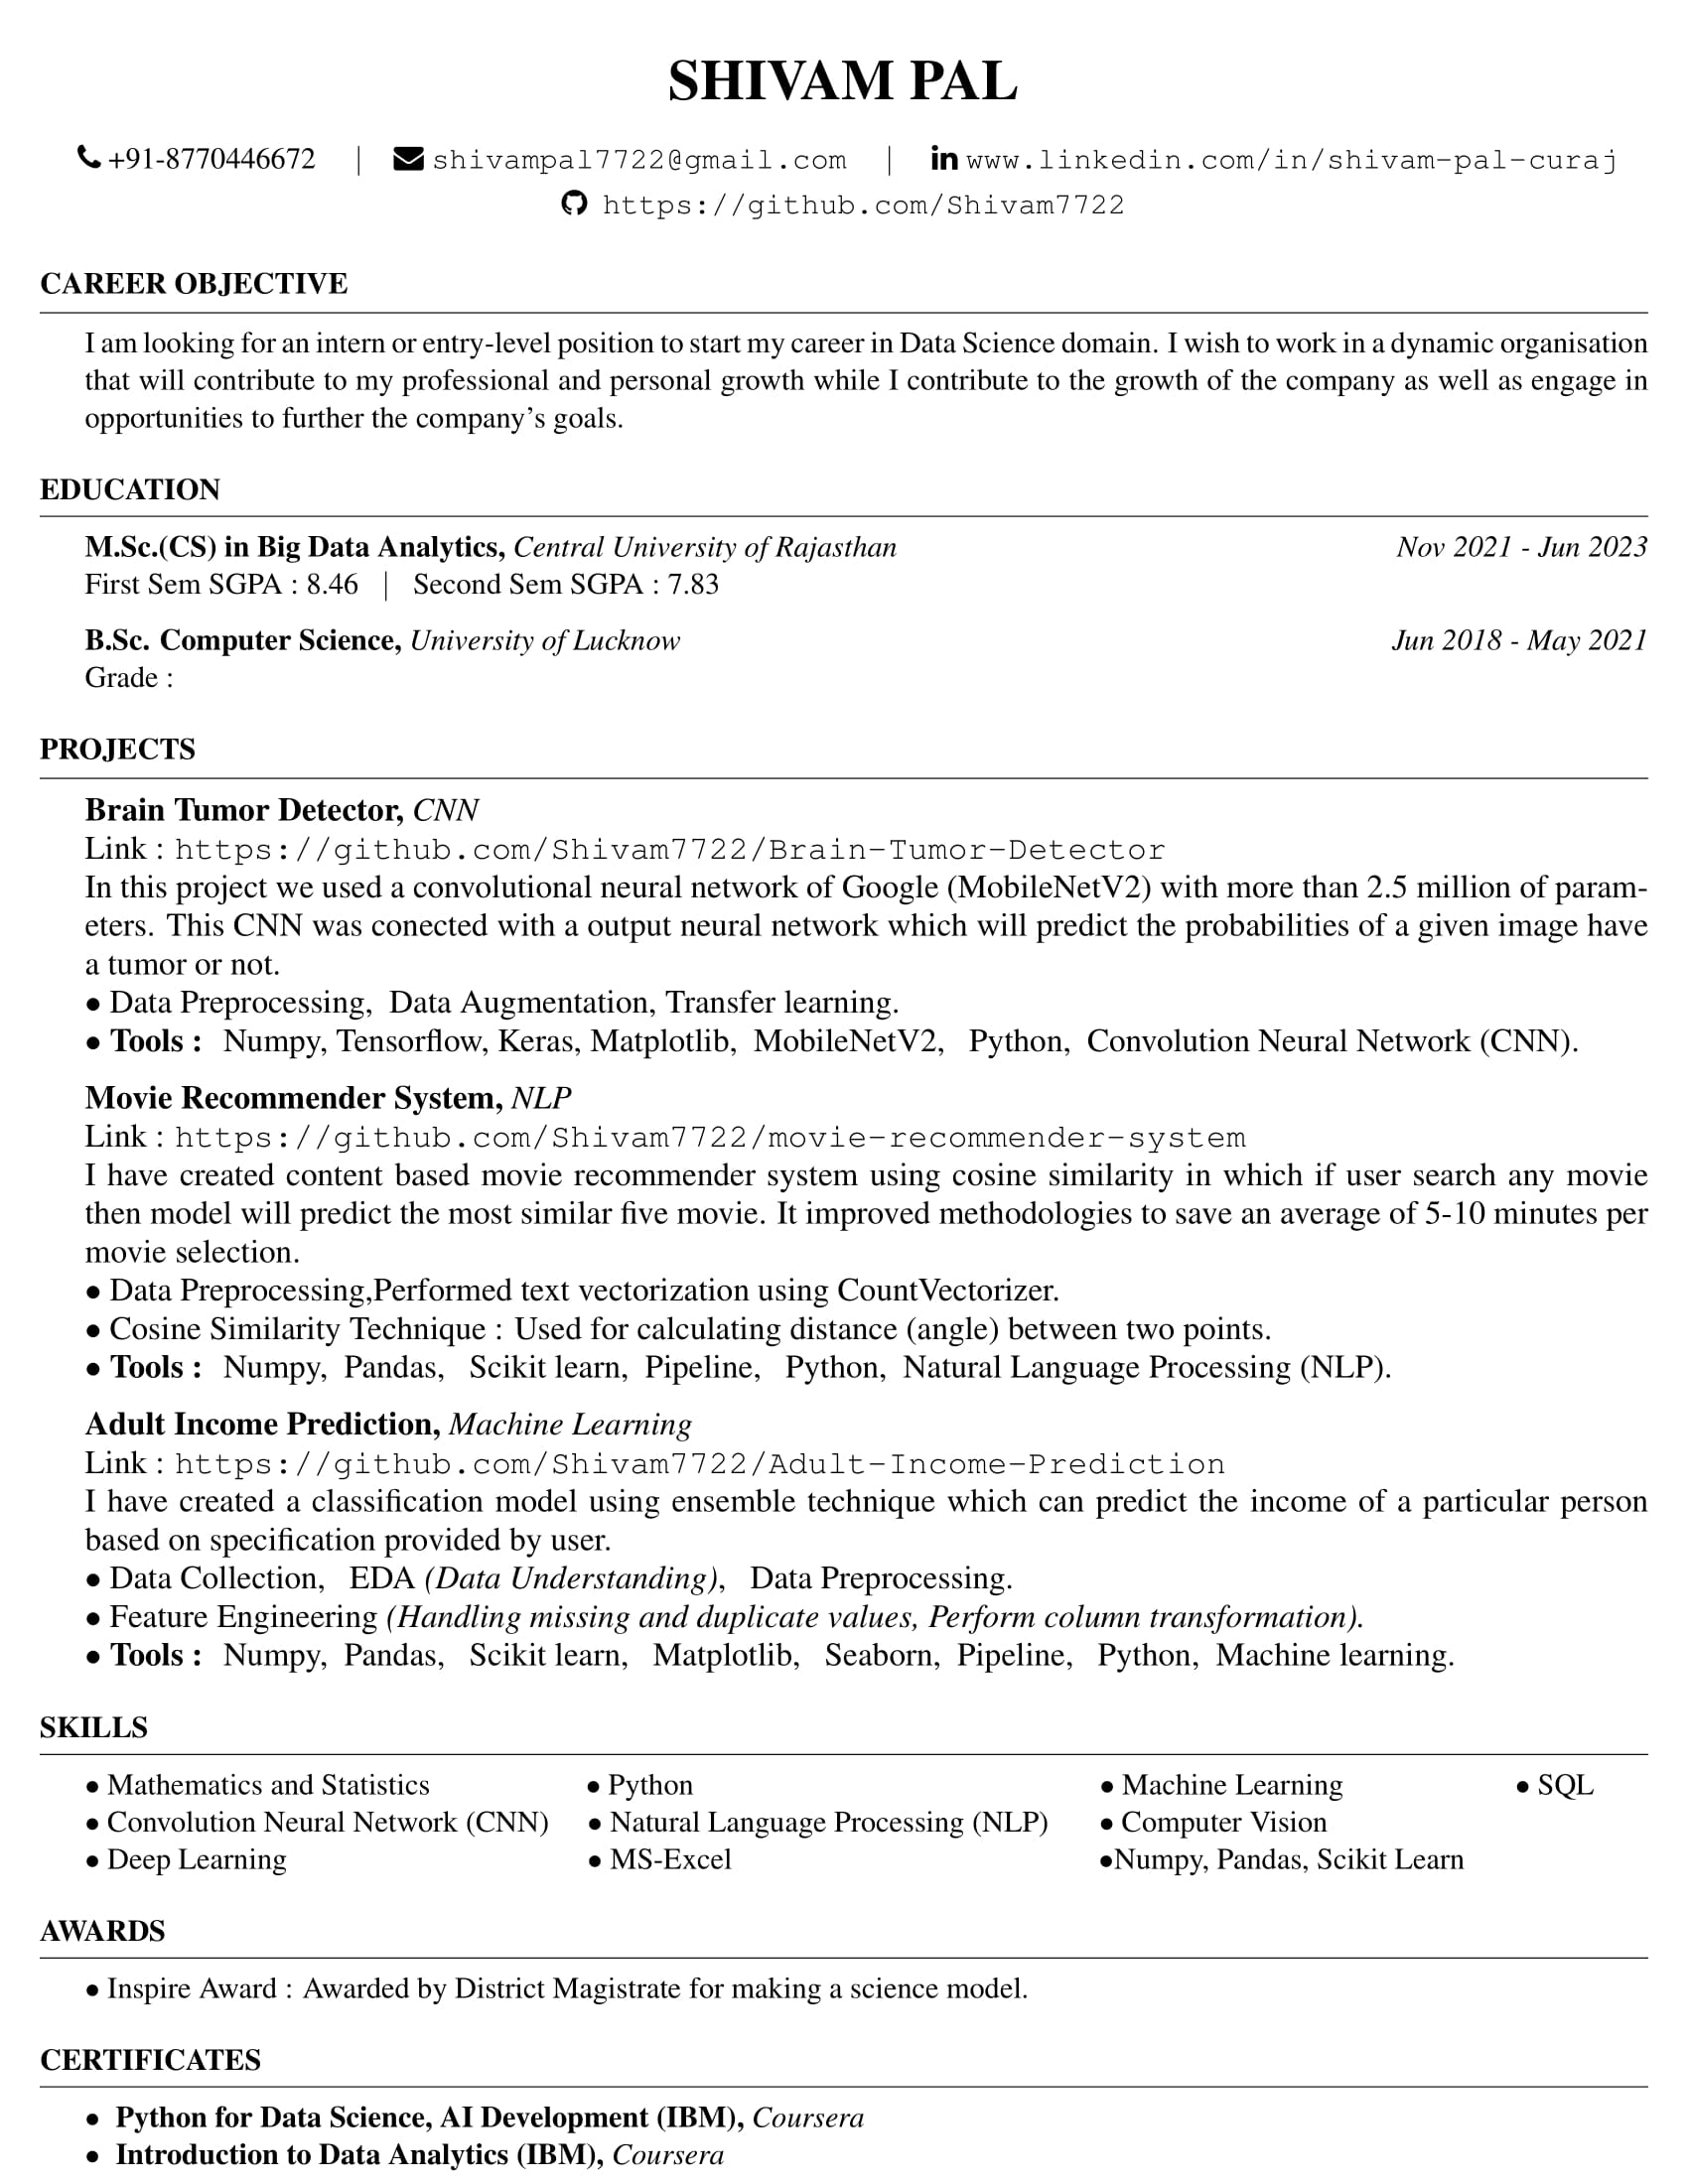 SHIVAM PAL
+91-8770446672 | shivampal7722@gmail.com | www.linkedin.com/in/shivam-pal-curaj
https://github.com/Shivam7722
CAREER OBJECTIVE
I am looking for an intern or entry-level position to start my career in Data Science domain. I wish to work in a dynamic organisation
that will contribute to my professional and personal growth while I contribute to the growth of the company as well as engage in
opportunities to further the company's goals.
EDUCATION
M.Sc.(CS) in Big Data Analytics, Central University of Rajasthan Nov 2021 - Jun 2023
First Sem SGPA : 8.46 | Second Sem SGPA : 7.83
B.Sc. Computer Science, University of Lucknow Jun 2018 - May 2021
Grade :
PROJECTS
Brain Tumor Detector, CNN
Link : https://github.com/Shivam7722/Brain-Tumor-Detector
In this project we used a convolutional neural network of Google (MobileNetV2) with more than 2.5 million of param-
eters. This CNN was conected with a output neural network which will predict the probabilities of a given image have
a tumor or not.
• Data Preprocessing, Data Augmentation, Transfer learning.
• Tools : Numpy, Tensorflow, Keras, Matplotlib, MobileNetV2, Python, Convolution Neural Network (CNN).
Movie Recommender System, NLP
Link : https://github.com/Shivam7722/movie-recommender-system
I have created content based movie recommender system using cosine similarity in which if user search any movie
then model will predict the most similar five movie. It improved methodologies to save an average of 5-10 minutes per
movie selection.
• Data Preprocessing,Performed text vectorization using CountVectorizer.
• Cosine Similarity Technique : Used for calculating distance (angle) between two points.
• Tools : Numpy, Pandas, Scikit learn, Pipeline, Python, Natural Language Processing (NLP).
Adult Income Prediction, Machine Learning
Link : https://github.com/Shivam7722/Adult-Income-Prediction
I have created a classification model using ensemble technique which can predict the income of a particular person
based on specification provided by user.
• Data Collection, EDA (Data Understanding), Data Preprocessing.
• Feature Engineering (Handling missing and duplicate values, Perform column transformation).
• Tools : Numpy, Pandas, Scikit learn, Matplotlib, Seaborn, Pipeline, Python, Machine learning.
SKILLS
• Mathematics and Statistics • Python • Machine Learning • SQL
• Convolution Neural Network (CNN) • Natural Language Processing (NLP) • Computer Vision
• Deep Learning • MS-Excel •Numpy, Pandas, Scikit Learn
AWARDS
• Inspire Award : Awarded by District Magistrate for making a science model.
CERTIFICATES
• Python for Data Science, AI Development (IBM), Coursera
• Introduction to Data Analytics (IBM), Coursera